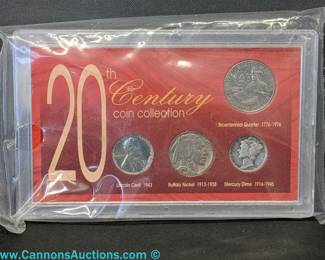 20th
Century
coin collection
Bicentennial Quarter 1776-1976
Lincoln Cent 1943
Buffalo Nickel 1913-1938
Mercury Dime 1916-1945
www.CannonsAuctions.com